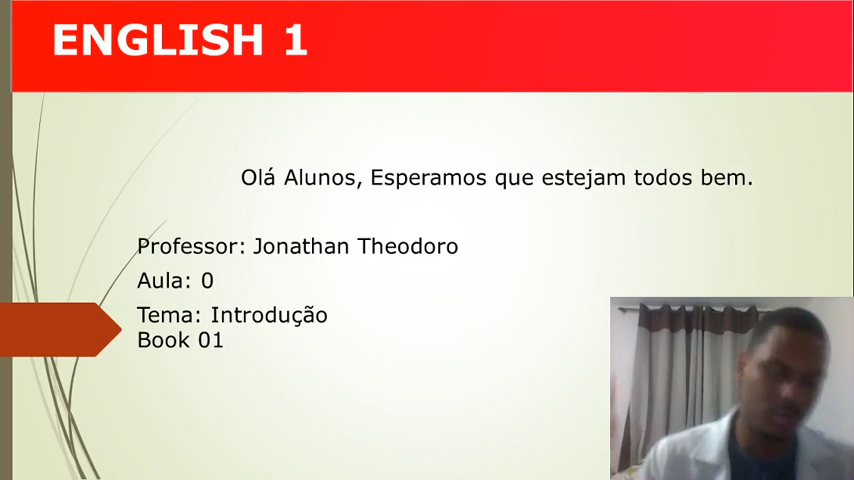 ENGLISH 1
Olá Alunos, Esperamos que estejam todos bem.
Professor: Jonathan Theodoro
Aula: 0
Tema: Introdução
Book 01